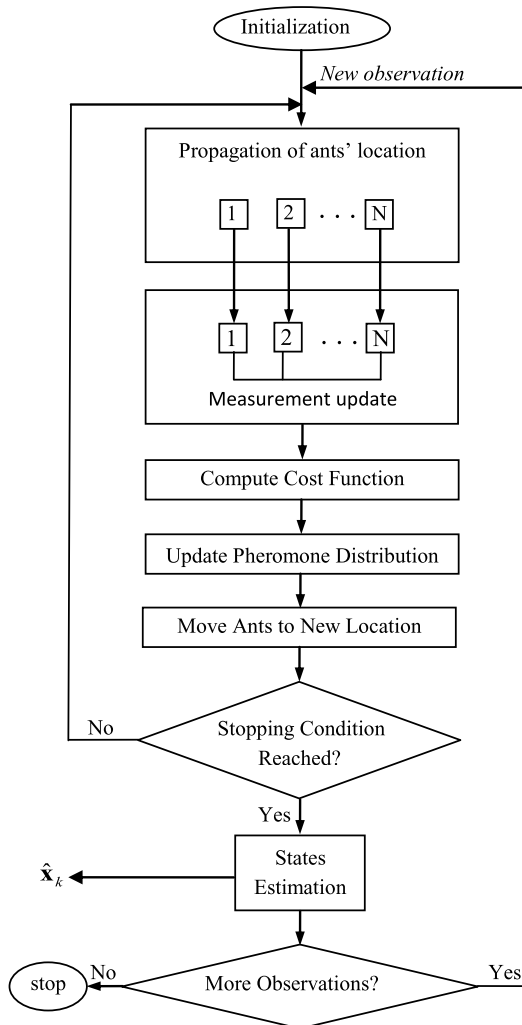 Initialization
New observation
Propagation of ants' location
1 2 . . . N
1 2 . . . N
Measurement update
Compute Cost Function
Update Pheromone Distribution
Move Ants to New Location
No
Stopping Condition
Reached?
Yes
States
Estimation
x̂k
stop
No
More Observations?
Yes